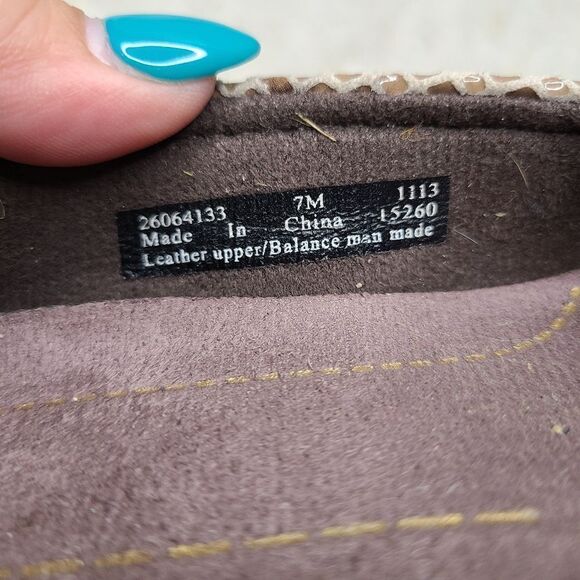 26064133 7M 1113
Made In China 15260
Leather upper/Balance man made